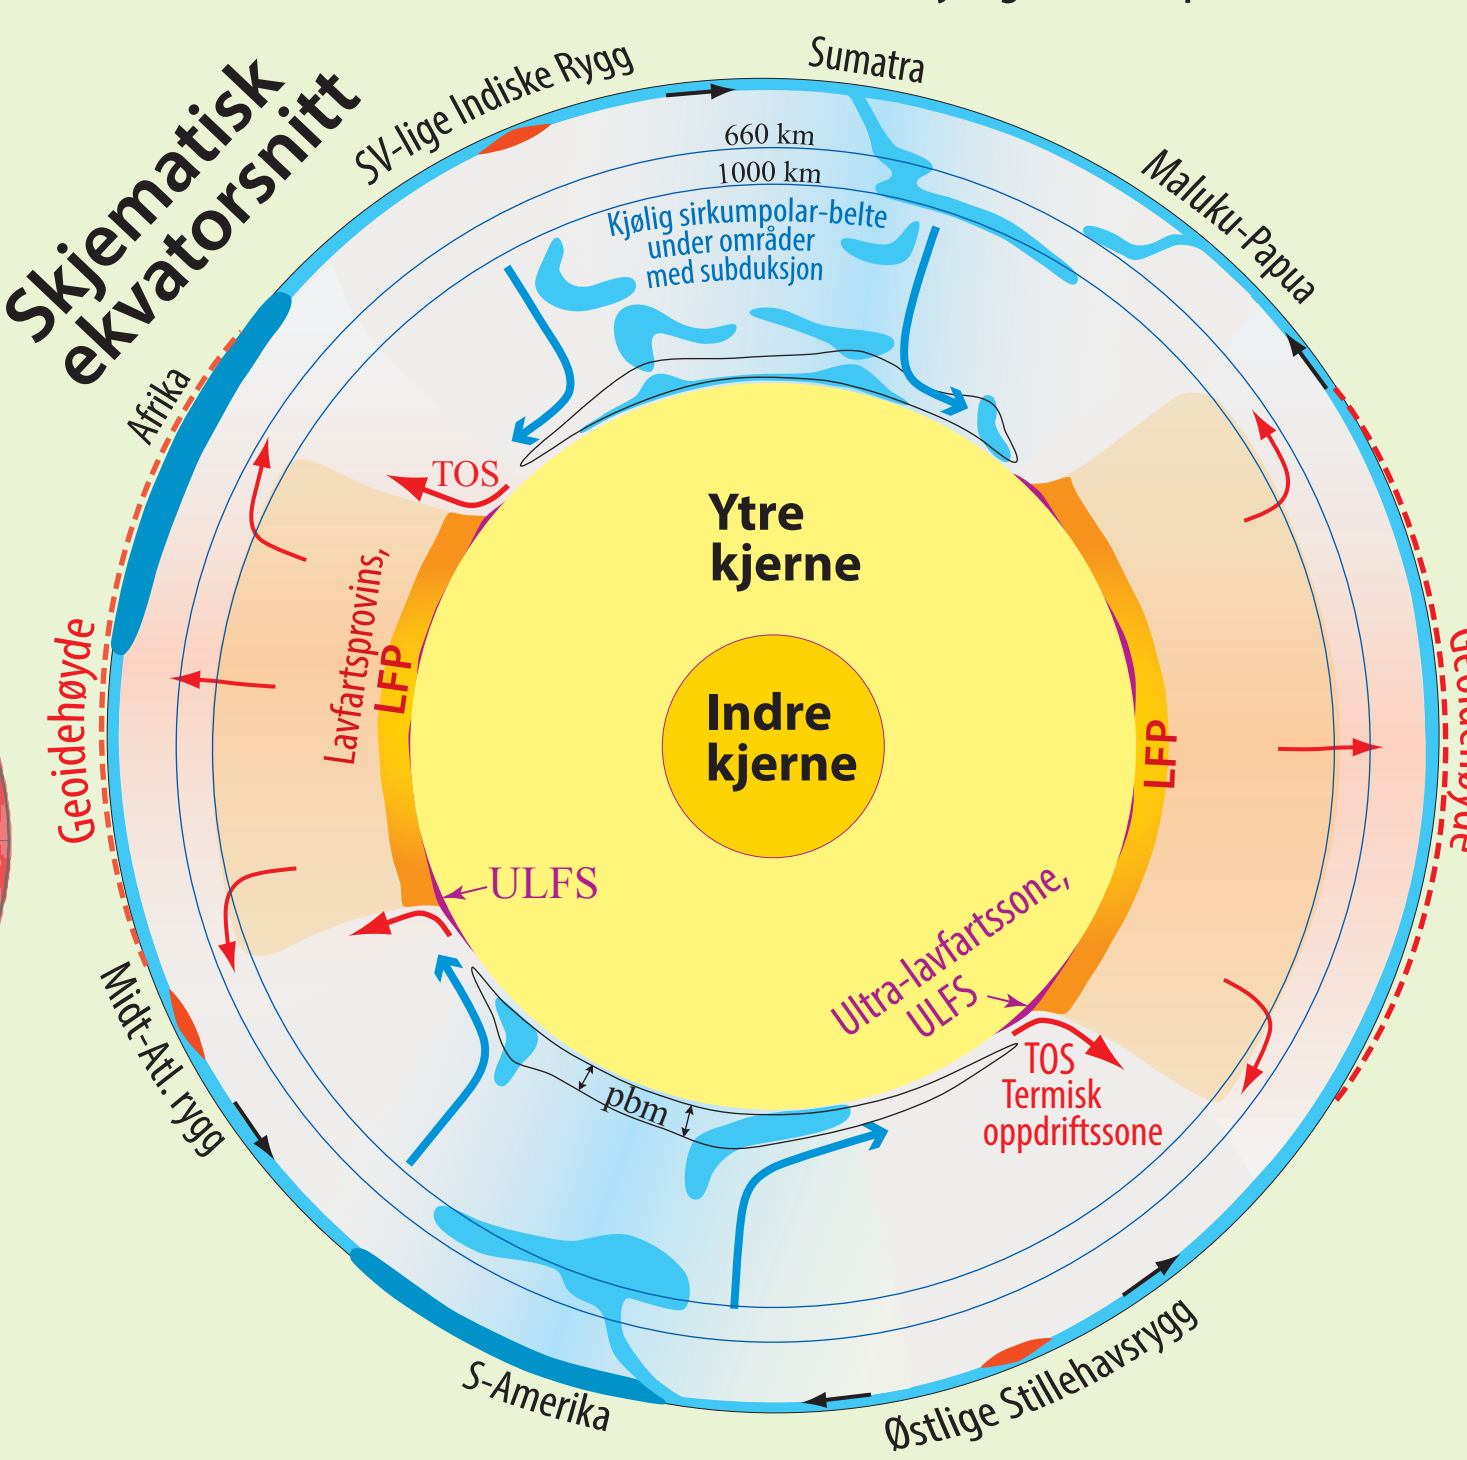 Skjematisk
ekvatorsnitt
SV-lige Indiske Rygg
Sumatra
Maluku-Papua
660 km
1000 km
Kjølig sirkumpolar-belte
under områder
med subduksjon
Afrika
TOS
Ytre
kjerne
Lavfartsprovins,
LFP
Geoidehøyde
Indre
kjerne
LFP
Geoidehøyde
ULFS
Ultra-lavfartssone,
ULFS
TOS
Termisk
oppdriftssone
pbm
Midt-Atl. rygg
S-Amerika
Østlige Stillehavsrygg